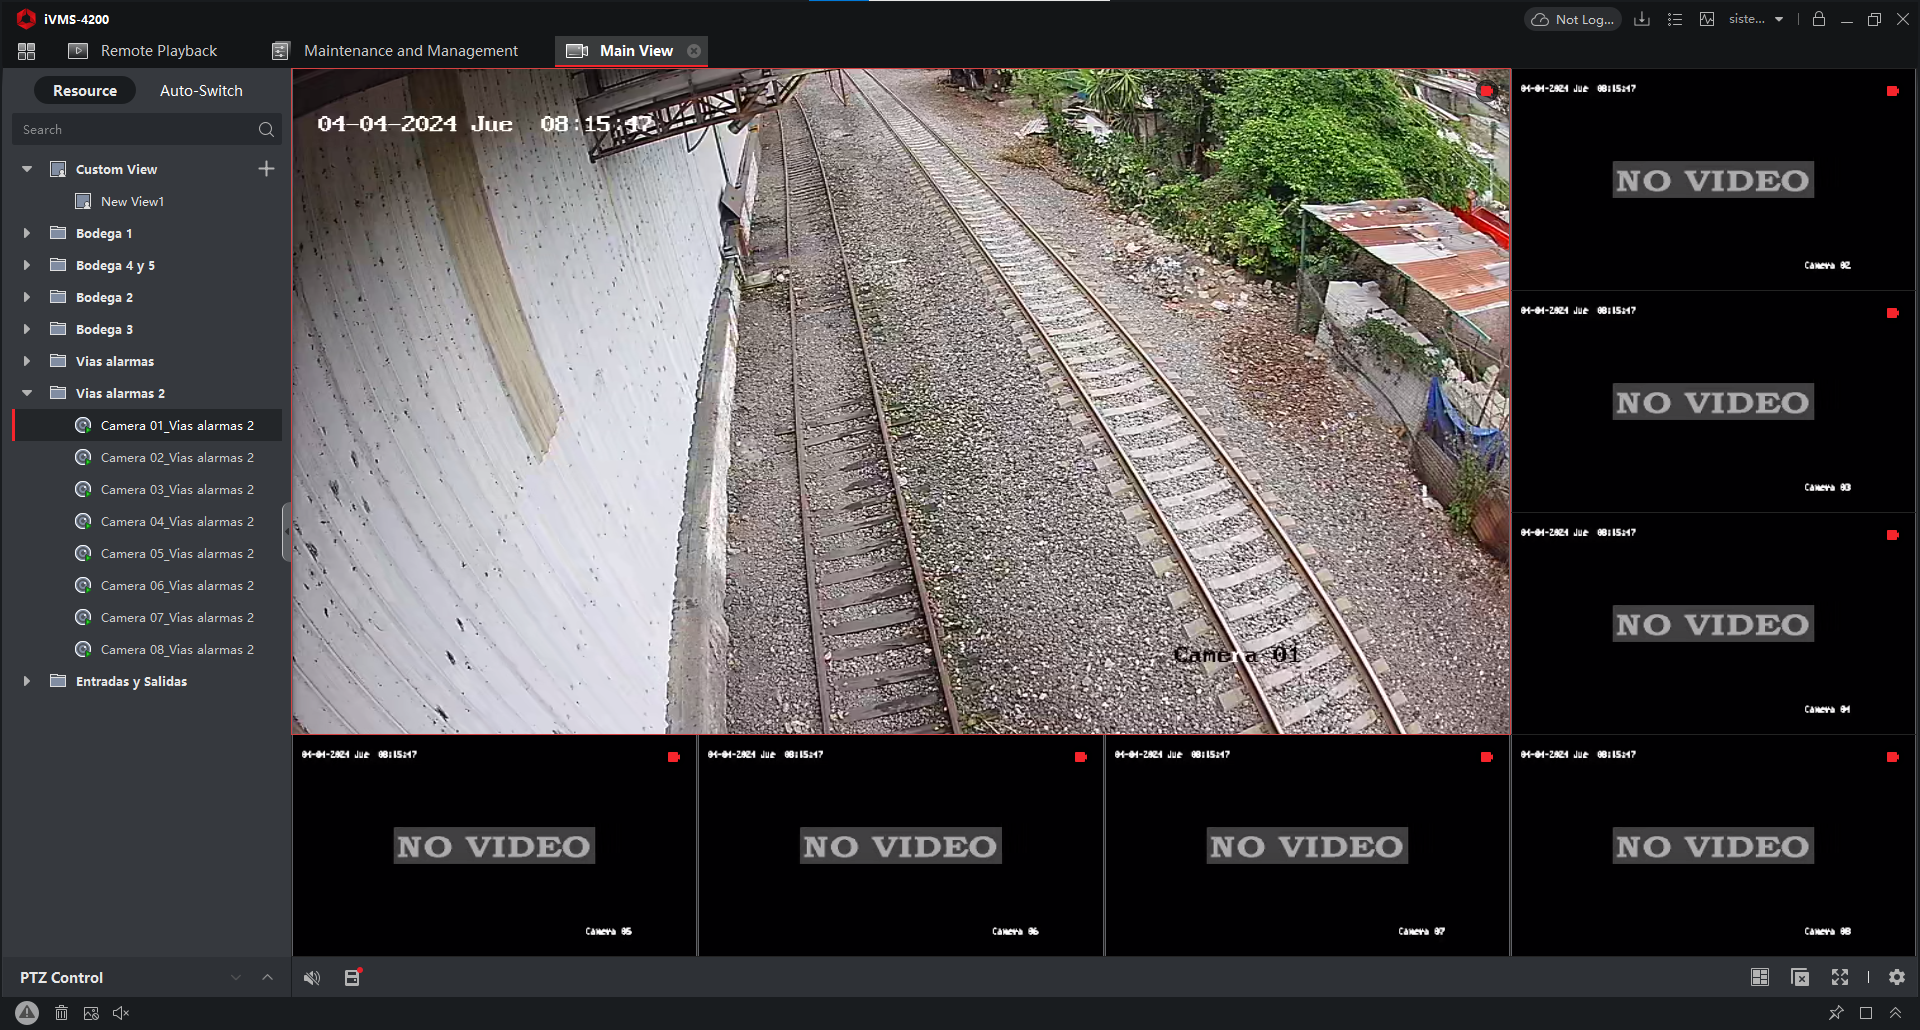 iVMS-4200
Not Log...
siste...
Remote Playback
Maintenance and Management
Main View
Resource
Auto-Switch
Search
Custom View
New View1
Bodega 1
Bodega 4 y 5
Bodega 2
Bodega 3
Vias alarmas
Vias alarmas 2
Camera 01_Vias alarmas 2
Camera 02_Vias alarmas 2
Camera 03_Vias alarmas 2
Camera 04_Vias alarmas 2
Camera 05_Vias alarmas 2
Camera 06_Vias alarmas 2
Camera 07_Vias alarmas 2
Camera 08_Vias alarmas 2
Entradas y Salidas
PTZ Control
04-04-2024 Jue 08:15:47
Camera 01
04-04-2024 Jue 08:15:47
NO VIDEO
Camera 02
04-04-2024 Jue 08:15:47
NO VIDEO
Camera 03
04-04-2024 Jue 08:15:47
NO VIDEO
Camera 04
04-04-2024 Jue 08:15:47
NO VIDEO
Camera 05
04-04-2024 Jue 08:15:47
NO VIDEO
Camera 06
04-04-2024 Jue 08:15:47
NO VIDEO
Camera 07
04-04-2024 Jue 08:15:47
NO VIDEO
Camera 08